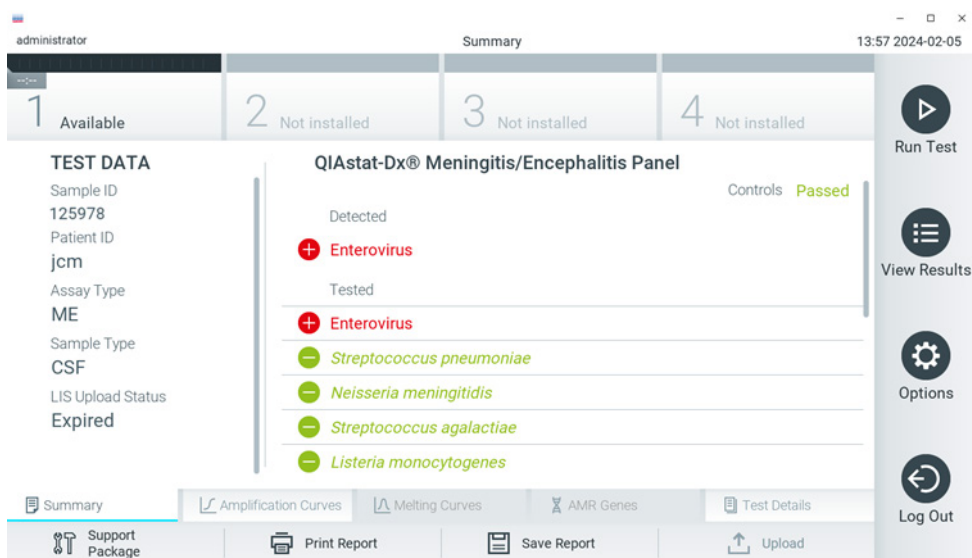 administrator
Summary
13:57 2024-02-05
--:--
1 Available
2 Not installed
3 Not installed
4 Not installed
Run Test
View Results
Options
Log Out
TEST DATA
Sample ID
125978
Patient ID
jcm
Assay Type
ME
Sample Type
CSF
LIS Upload Status
Expired
QIAstat-Dx® Meningitis/Encephalitis Panel
Controls Passed
Detected
Enterovirus
Tested
Enterovirus
Streptococcus pneumoniae
Neisseria meningitidis
Streptococcus agalactiae
Listeria monocytogenes
Summary
Amplification Curves
Melting Curves
AMR Genes
Test Details
Support
Package
Print Report
Save Report
Upload